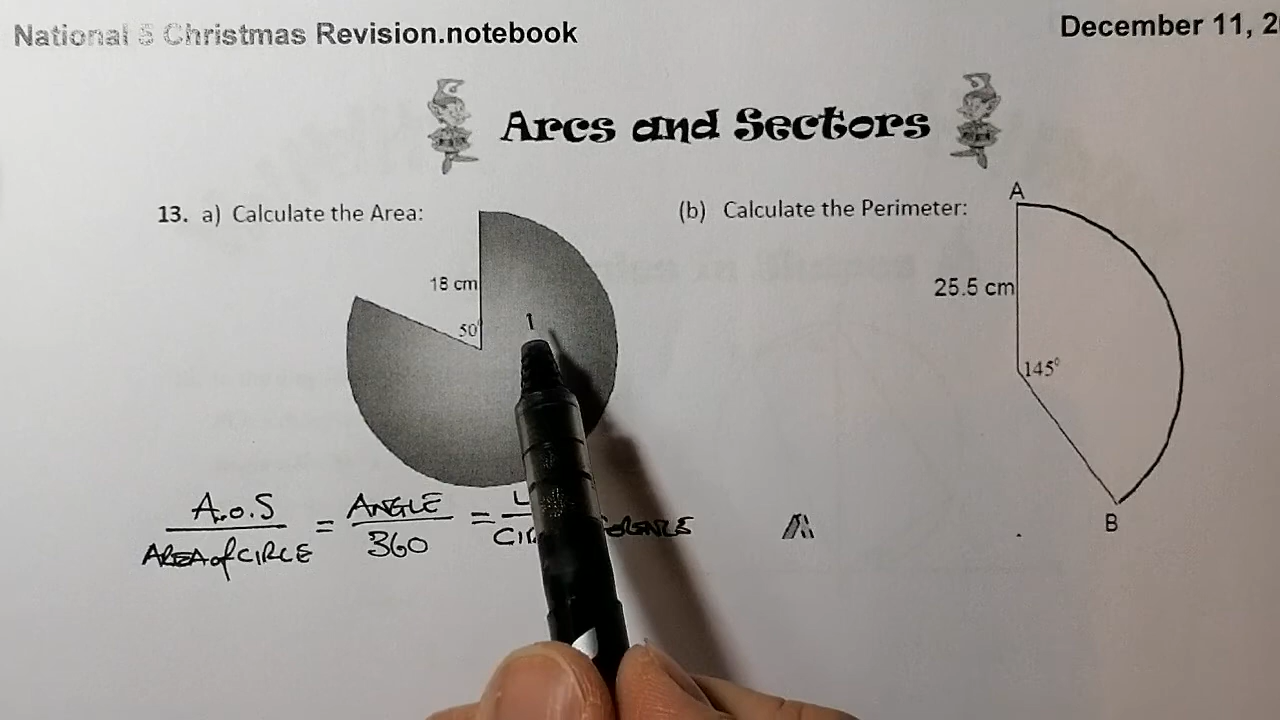 National 5 Christmas Revision.notebook
December 11, 2
Arcs and Sectors
13. a) Calculate the Area:
18 cm
50°
(b) Calculate the Perimeter:
A
25.5 cm
145°
B
A.o.S = ANGLE =
AREA of CIRCLE 360